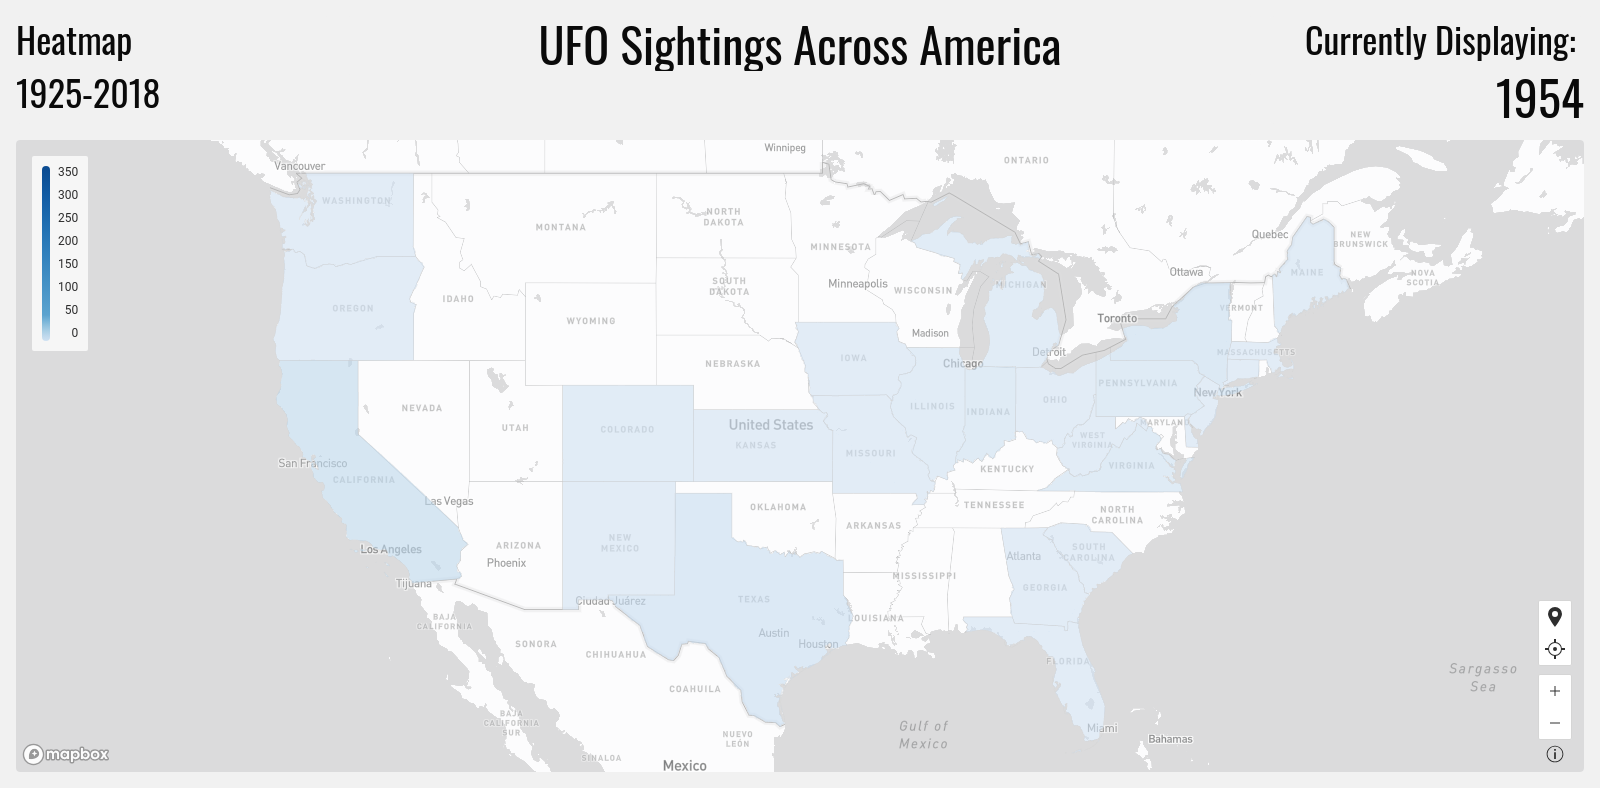 Heatmap
1925-2018
UFO Sightings Across America
Currently Displaying:
1954
350
300
250
200
150
100
50
0
Vancouver
Winnipeg
ONTARIO
WASHINGTON
MONTANA
NORTH
DAKOTA
MINNESOTA
Quebec
NEW
BRUNSWICK
Ottawa
MAINE
NOVA
SCOTIA
OREGON
IDAHO
SOUTH
DAKOTA
Minneapolis
WISCONSIN
MICHIGAN
VERMONT
WYOMING
Toronto
Madison
NEBRASKA
IOWA
Chicago
Detroit
MASSACHUSETTS
NEVADA
UTAH
COLORADO
United States
KANSAS
ILLINOIS
INDIANA
OHIO
PENNSYLVANIA
New York
MARYLAND
WEST
VIRGINIA
VIRGINIA
MISSOURI
KENTUCKY
San Francisco
CALIFORNIA
Las Vegas
OKLAHOMA
ARKANSAS
TENNESSEE
NORTH
CAROLINA
Los Angeles
ARIZONA
Phoenix
NEW
MEXICO
Atlanta
SOUTH
CAROLINA
Tijuana
MISSISSIPPI
GEORGIA
Ciudad Juárez
TEXAS
BAJA
CALIFORNIA
LOUISIANA
Austin
Houston
SONORA
CHIHUAHUA
FLORIDA
COAHUILA
Sargasso
Sea
BAJA
CALIFORNIA
SUR
Gulf of
Mexico
Miami
Bahamas
NUEVO
LEÓN
SINALOA
Mexico
mapbox